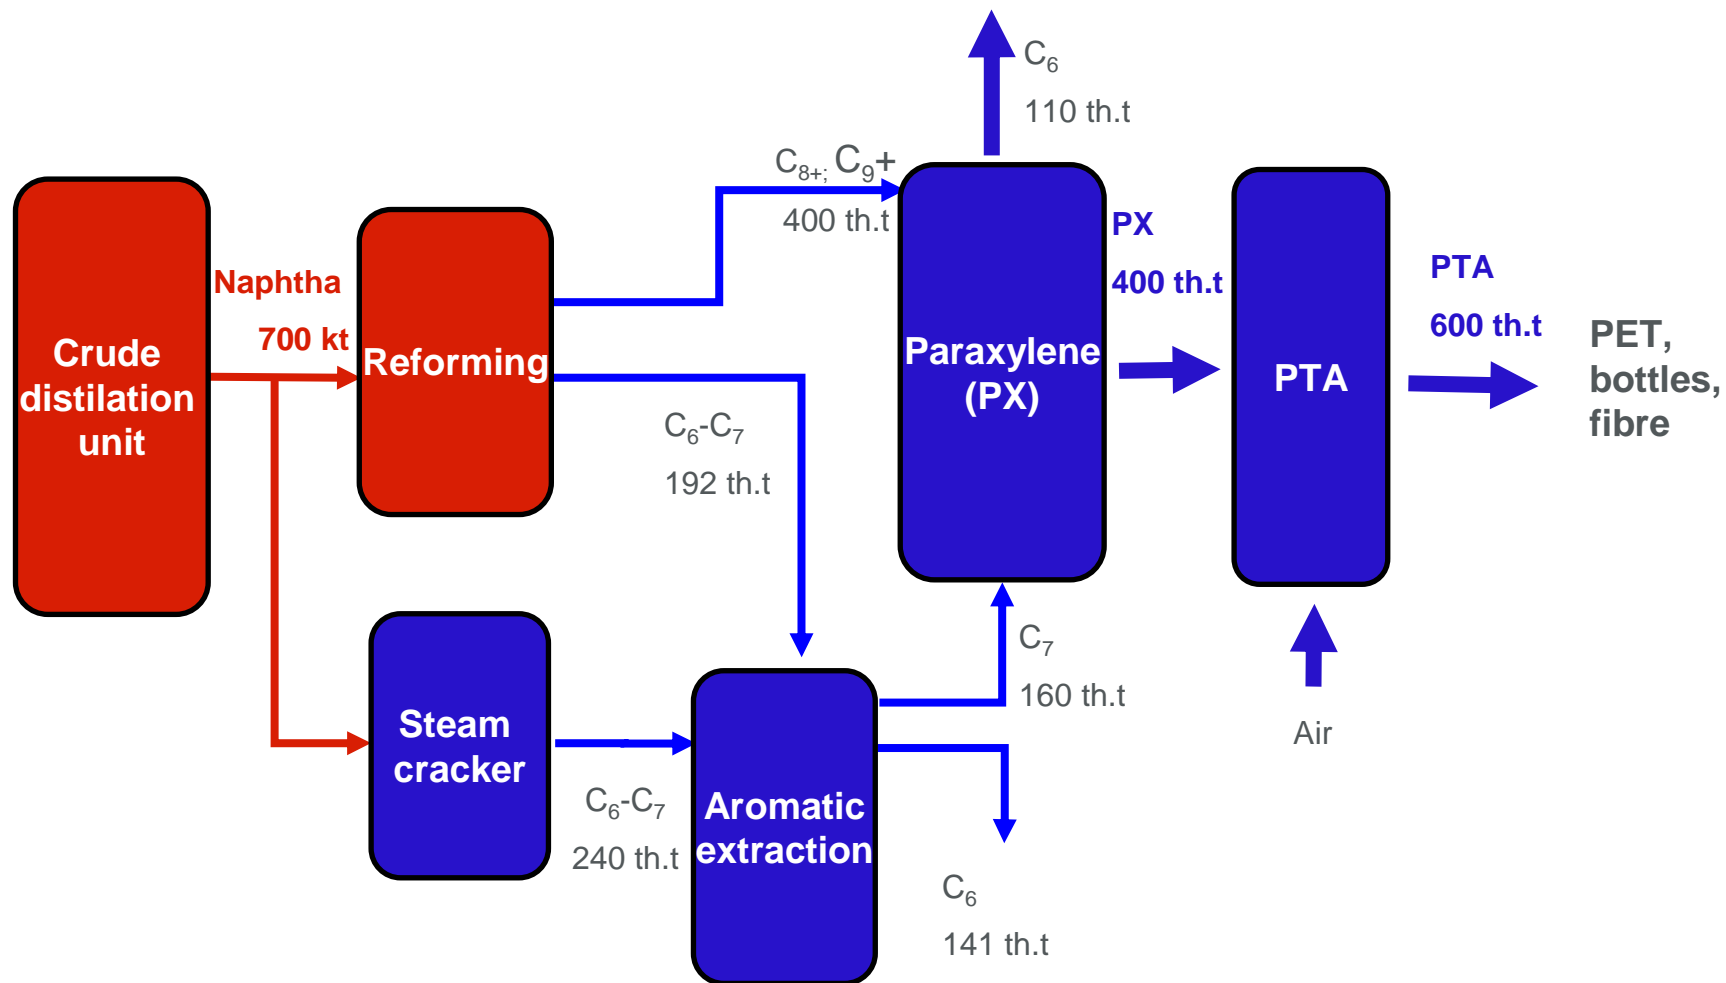 C₆
110 th.t
C₈₊; C₉+
400 th.t
Naphtha
700 kt
Crude
distilation
unit
Reforming
C₆-C₇
192 th.t
Paraxylene
(PX)
PX
400 th.t
PTA
PTA
600 th.t
PET,
bottles,
fibre
Steam
cracker
C₆-C₇
240 th.t
Aromatic
extraction
C₇
160 th.t
C₆
141 th.t
Air